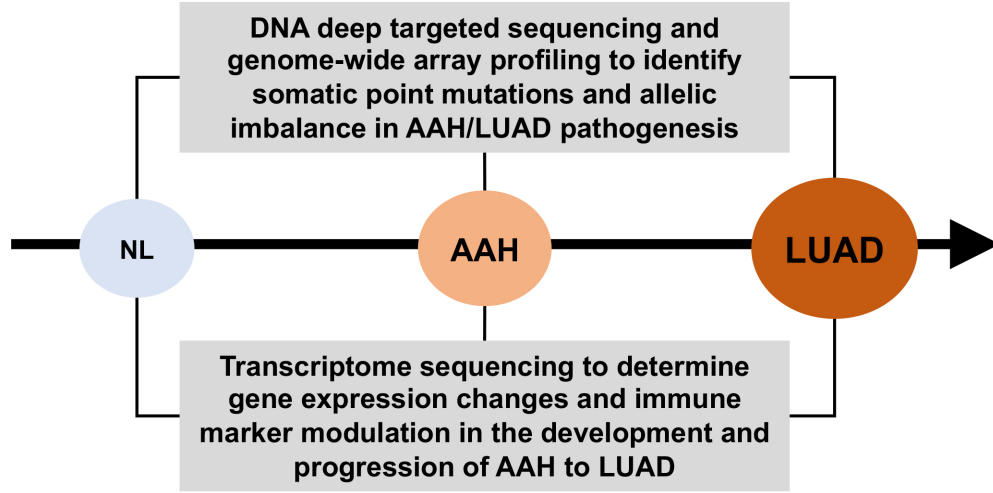 DNA deep targeted sequencing and
genome-wide array profiling to identify
somatic point mutations and allelic
imbalance in AAH/LUAD pathogenesis
NL
AAH
LUAD
Transcriptome sequencing to determine
gene expression changes and immune
marker modulation in the development and
progression of AAH to LUAD